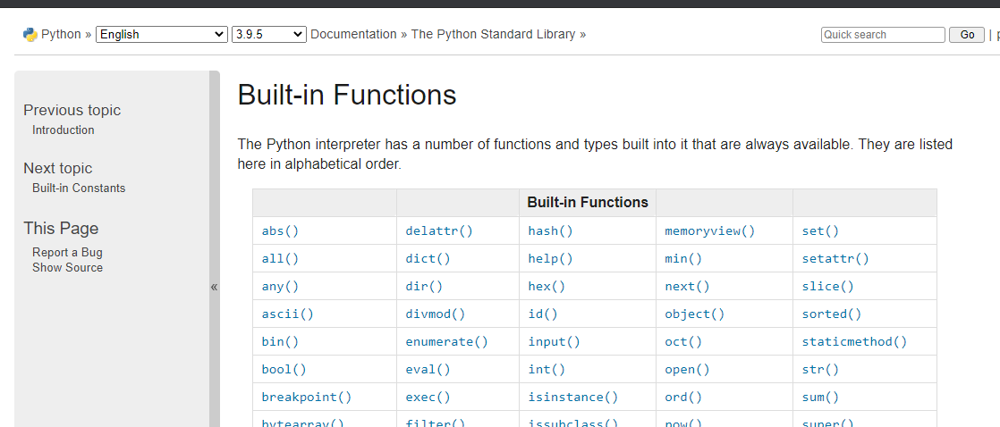 Python » English 3.9.5 Documentation » The Python Standard Library » Quick search Go |
Previous topic
Introduction
Next topic
Built-in Constants
This Page
Report a Bug
Show Source
«
Built-in Functions
The Python interpreter has a number of functions and types built into it that are always available. They are listed
here in alphabetical order.
Built-in Functions
abs() delattr() hash() memoryview() set()
all() dict() help() min() setattr()
any() dir() hex() next() slice()
ascii() divmod() id() object() sorted()
bin() enumerate() input() oct() staticmethod()
bool() eval() int() open() str()
breakpoint() exec() isinstance() ord() sum()
bytearray() filter() issubclass() pow() super()